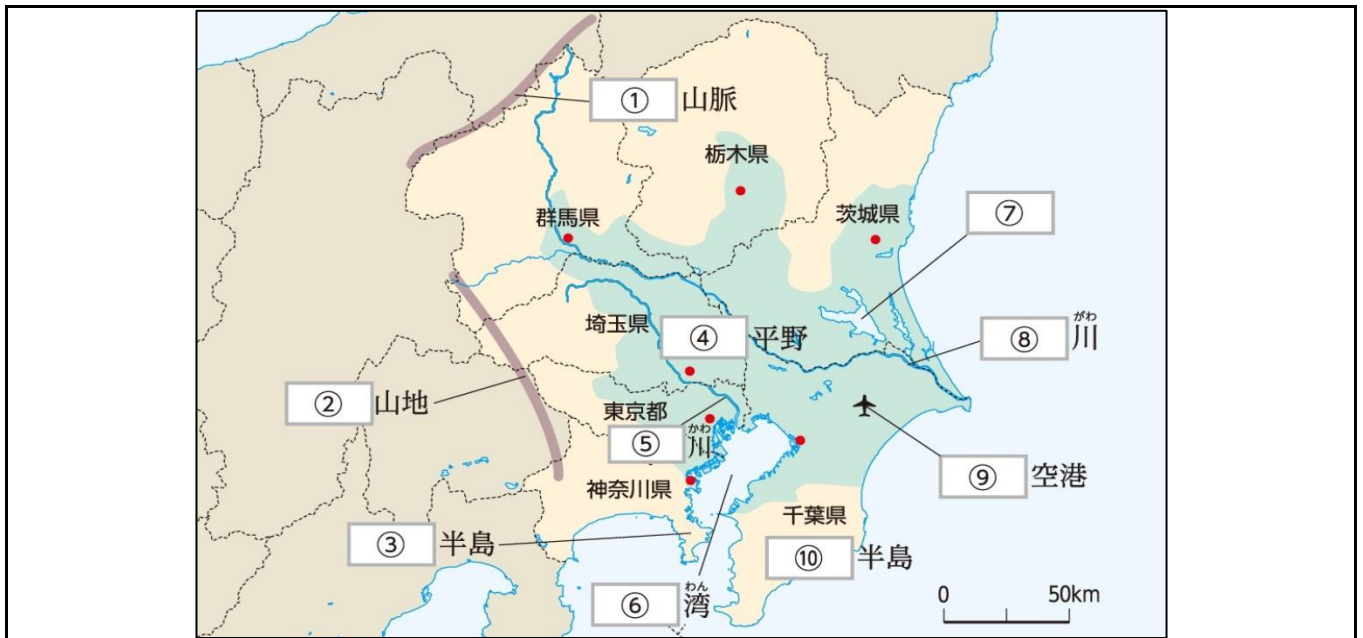 ① 山脈
栃木県
群馬県
茨城県
⑦
埼玉県
④ 平野
がわ
⑧ 川
② 山地
東京都
かわ
⑤ 川
⑨ 空港
神奈川県
千葉県
③ 半島
⑩ 半島
わん
⑥ 湾
0 50km